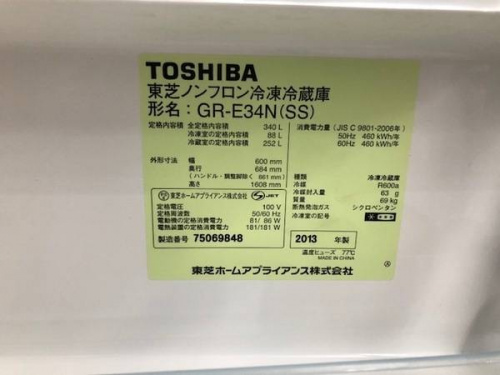 TOSHIBA
東芝ノンフロン冷凍冷蔵庫
形名：GR-E34N(SS)
定格内容積 全定格内容積 340 L
冷凍室の定格内容積 88 L
冷蔵室の定格内容積 252 L
外形寸法 幅 600 mm
奥行 684 mm
(ハンドル・調整脚除く 661 mm)
高さ 1608 mm
東芝ホームアプライアンス株式会社 S JET
定格電圧 100 V
定格周波数 50/60 Hz
電動機の定格消費電力 81/ 86 W
電熱装置の定格消費電力 181/181 W
製造番号 75069848
消費電力量(JIS C 9801-2006年)
50Hz 460 kWh/年
60Hz 460 kWh/年
種類 冷凍冷蔵庫
冷媒 R600a
冷媒封入量 63 g
質量 69 kg
断熱発泡ガス シクロペンタン
冷凍室の記号
2013 年製
温度ヒューズ 77℃
MADE IN CHINA
東芝ホームアプライアンス株式会社
Ⓐ